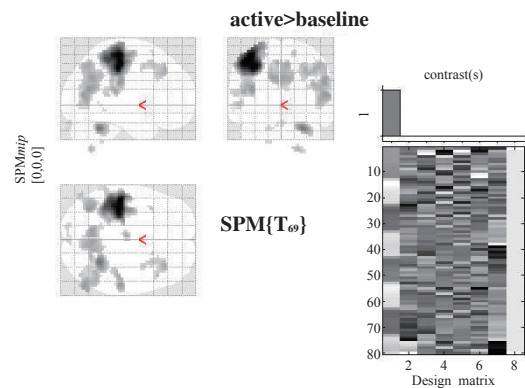 active>baseline
SPMmip
[0,0,0]
<
<
<
SPM{T₆₉}
contrast(s)
1
10
20
30
40
50
60
70
80
2 4 6 8
Design matrix